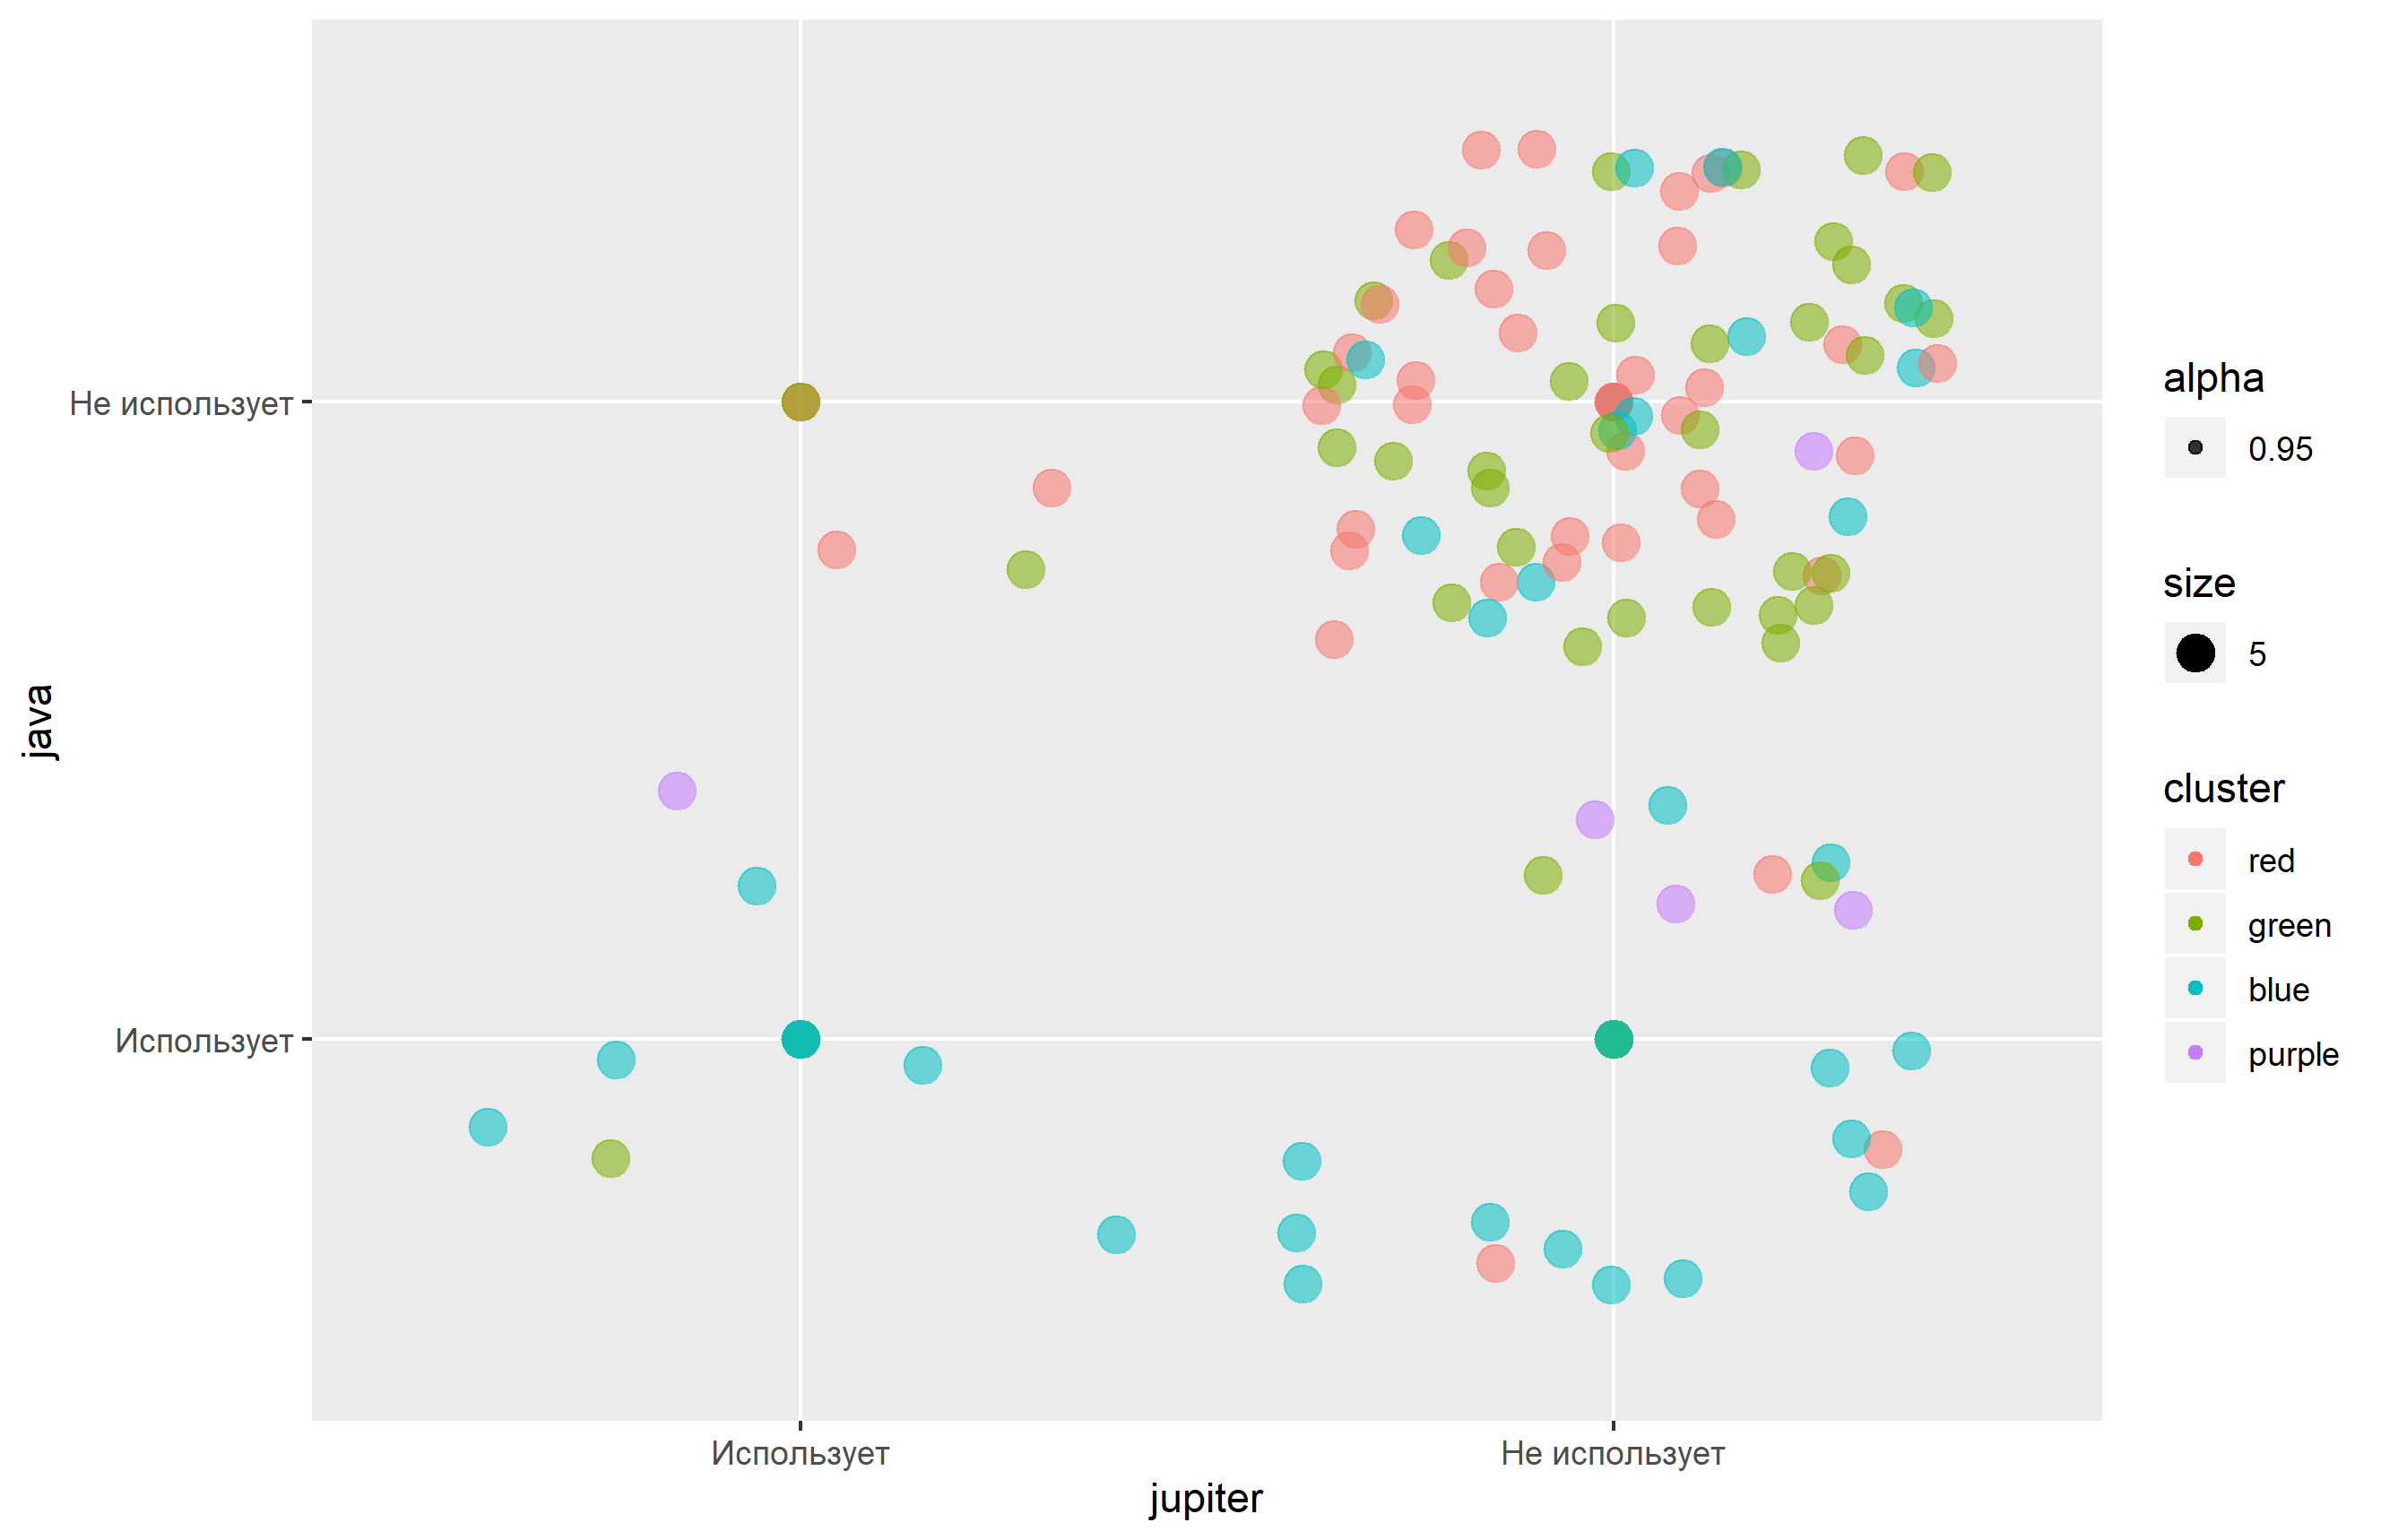 Не использует
Использует
java
Использует
Не использует
jupiter
alpha
0.95
size
5
cluster
red
green
blue
purple